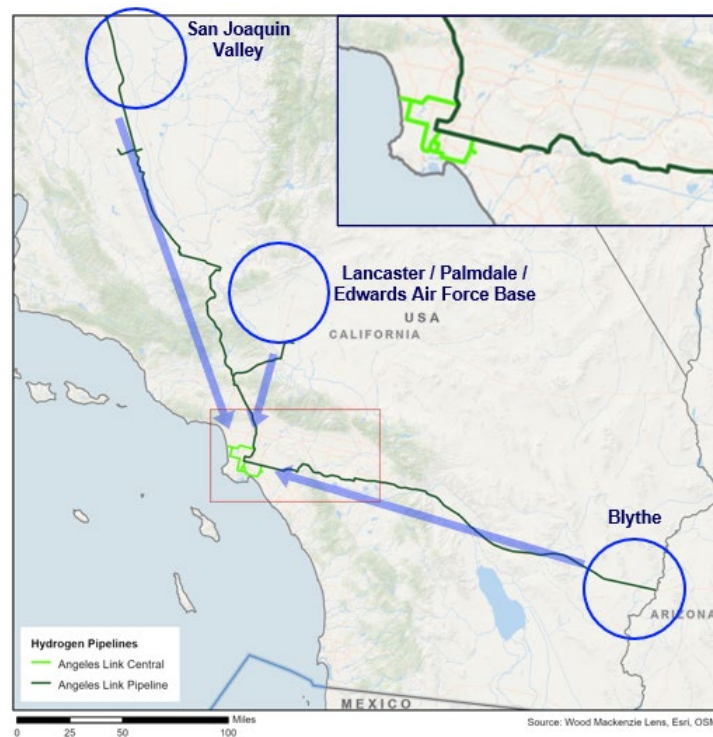 San Joaquin
Valley
Lancaster / Palmdale /
Edwards Air Force Base
USA
CALIFORNIA
Blythe
ARIZONA
MEXICO
Hydrogen Pipelines
Angeles Link Central
Angeles Link Pipeline
Miles
0 25 50 100
Source: Wood Mackenzie Lens, Esri, OSM